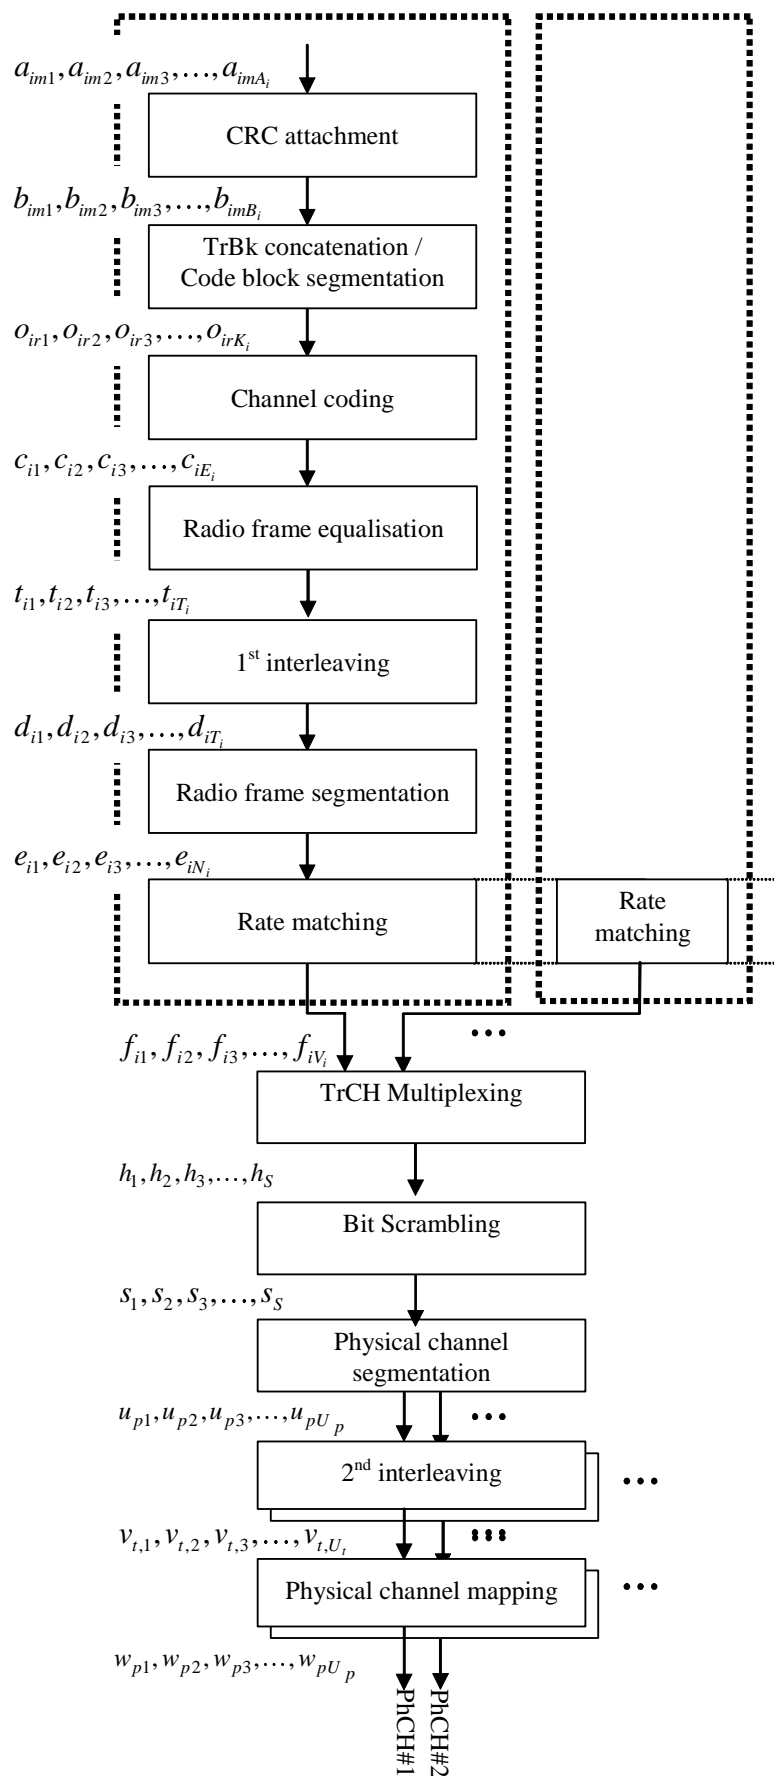 a_{im1}, a_{im2}, a_{im3}, …, a_{imA_i}
CRC attachment
b_{im1}, b_{im2}, b_{im3}, …, b_{imB_i}
TrBk concatenation /
Code block segmentation
o_{ir1}, o_{ir2}, o_{ir3}, …, o_{irK_i}
Channel coding
c_{i1}, c_{i2}, c_{i3}, …, c_{iE_i}
Radio frame equalisation
t_{i1}, t_{i2}, t_{i3}, …, t_{iT_i}
1st interleaving
d_{i1}, d_{i2}, d_{i3}, …, d_{iT_i}
Radio frame segmentation
e_{i1}, e_{i2}, e_{i3}, …, e_{iN_i}
Rate matching
Rate
matching
f_{i1}, f_{i2}, f_{i3}, …, f_{iV_i}
TrCH Multiplexing
h_1, h_2, h_3, …, h_S
Bit Scrambling
s_1, s_2, s_3, …, s_S
Physical channel
segmentation
u_{p1}, u_{p2}, u_{p3}, …, u_{pU_p}
2nd interleaving
v_{t,1}, v_{t,2}, v_{t,3}, …, v_{t,U_t}
Physical channel mapping
w_{p1}, w_{p2}, w_{p3}, …, w_{pU_p}
PhCH#1
PhCH#2